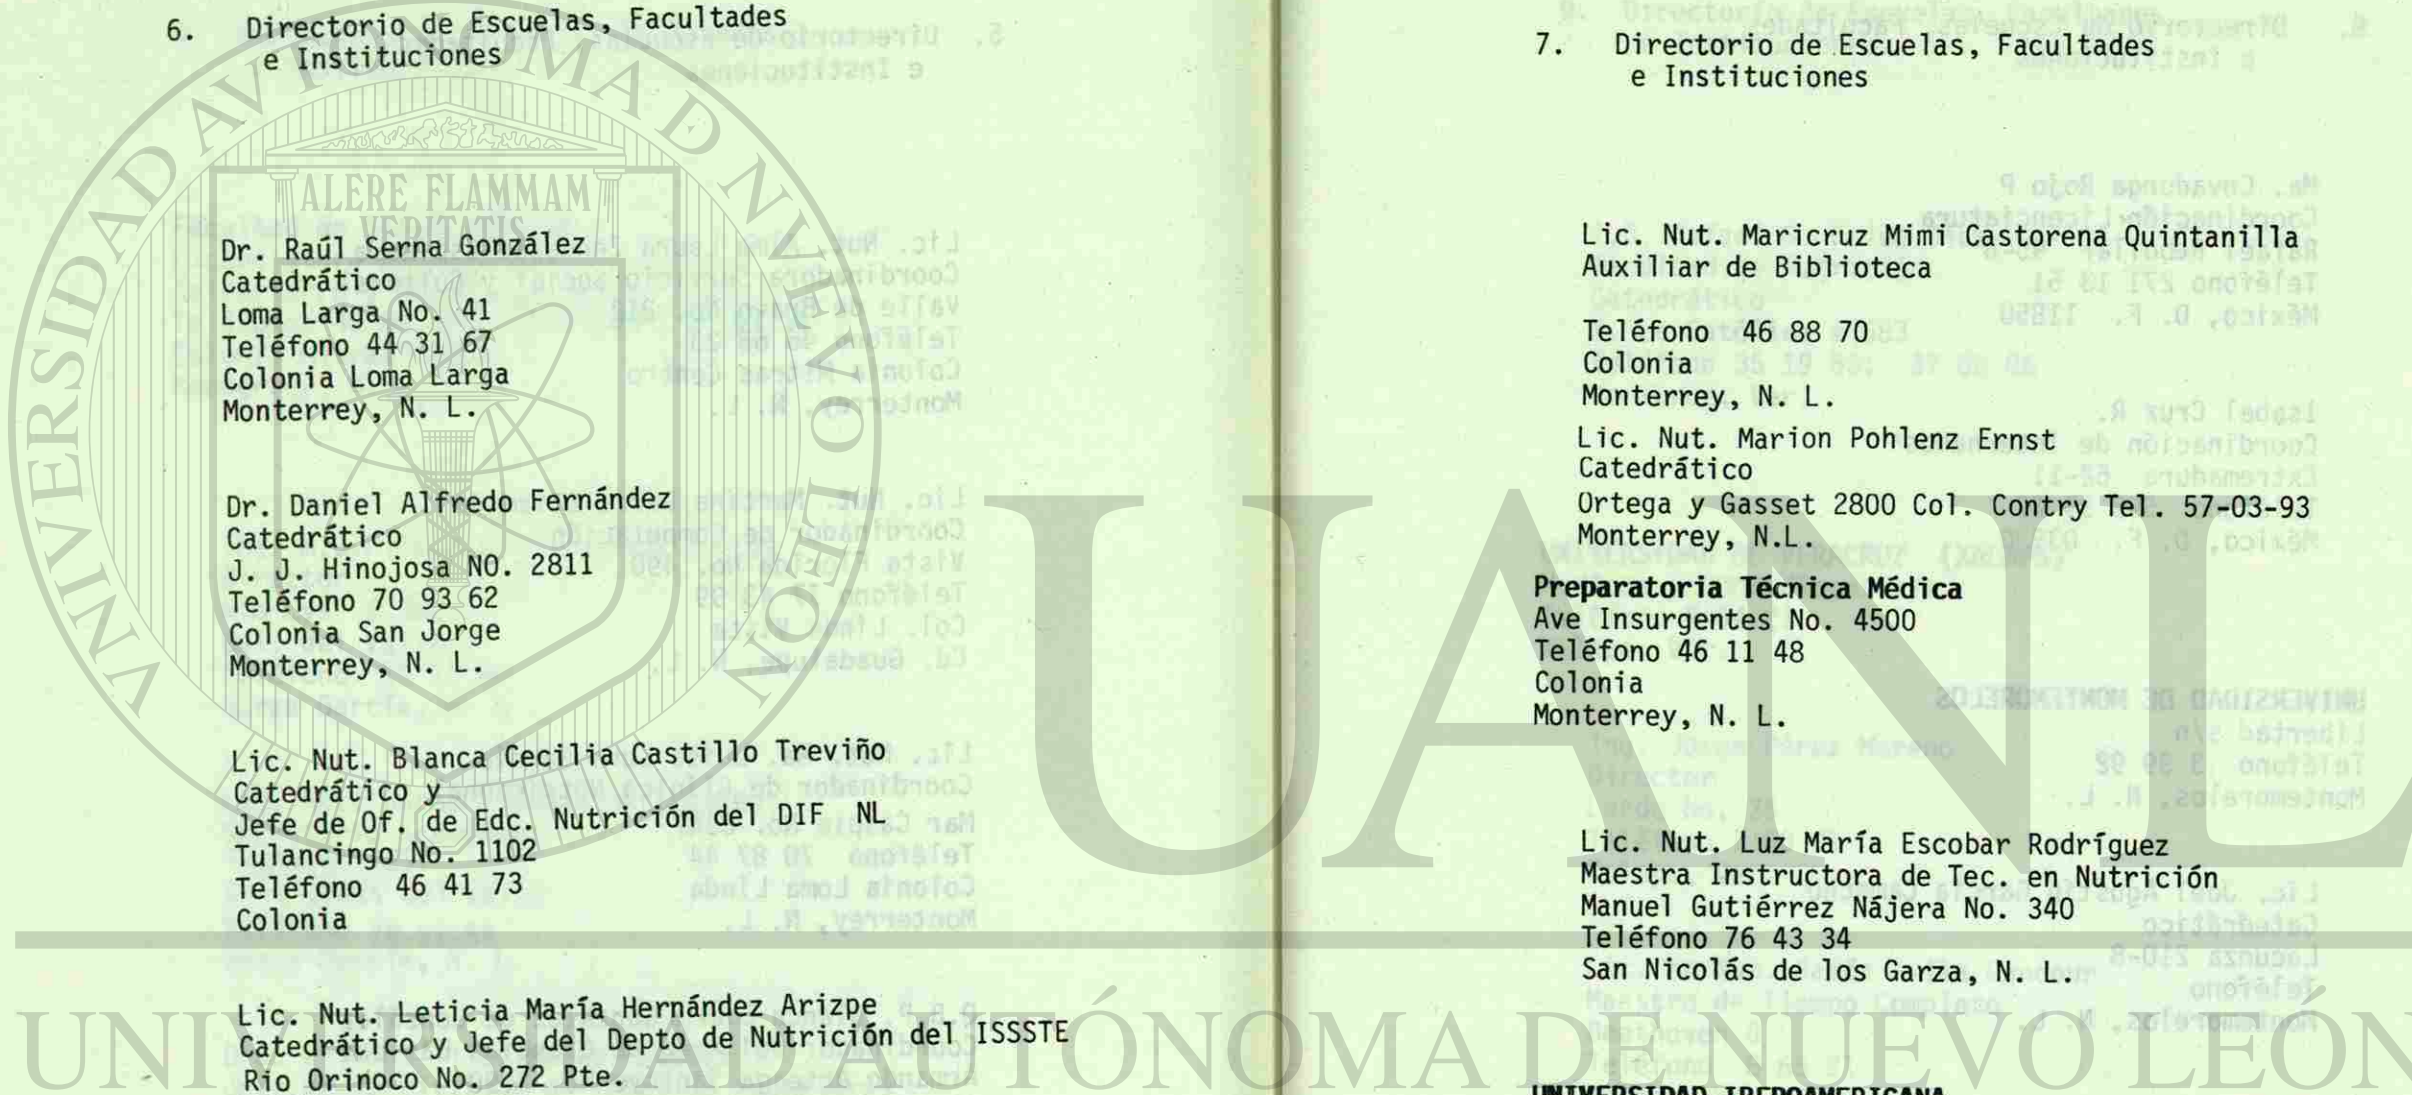 6. Directorio de Escuelas, Facultades
e Instituciones
Dr. Raúl Serna González
Catedrático
Loma Larga No. 41
Teléfono 44 31 67
Colonia Loma Larga
Monterrey, N. L.
Dr. Daniel Alfredo Fernández
Catedrático
J. J. Hinojosa NO. 2811
Teléfono 70 93 62
Colonia San Jorge
Monterrey, N. L.
Lic. Nut. Blanca Cecilia Castillo Treviño
Catedrático y
Jefe de Of. de Edc. Nutrición del DIF NL
Tulancingo No. 1102
Teléfono 46 41 73
Colonia
Lic. Nut. Leticia María Hernández Arizpe
Catedrático y Jefe del Depto de Nutrición del ISSSTE
Rio Orinoco No. 272 Pte.
7. Directorio de Escuelas, Facultades
e Instituciones
Lic. Nut. Maricruz Mimi Castorena Quintanilla
Auxiliar de Biblioteca
Teléfono 46 88 70
Colonia
Monterrey, N. L.
Lic. Nut. Marion Pohlenz Ernst
Catedrático
Ortega y Gasset 2800 Col. Contry Tel. 57-03-93
Monterrey, N.L.
Preparatoria Técnica Médica
Ave Insurgentes No. 4500
Teléfono 46 11 48
Colonia
Monterrey, N. L.
Lic. Nut. Luz María Escobar Rodríguez
Maestra Instructora de Tec. en Nutrición
Manuel Gutiérrez Nájera No. 340
Teléfono 76 43 34
San Nicolás de los Garza, N. L.
UNIVERSIDAD IBEROAMERICANA
UNIVERSIDAD AUTONOMA DE NUEVO LEON
ALERE FLAMMAM
VERITATIS
UANL
UNIVERSIDAD AUTÓNOMA DE NUEVO LEÓN